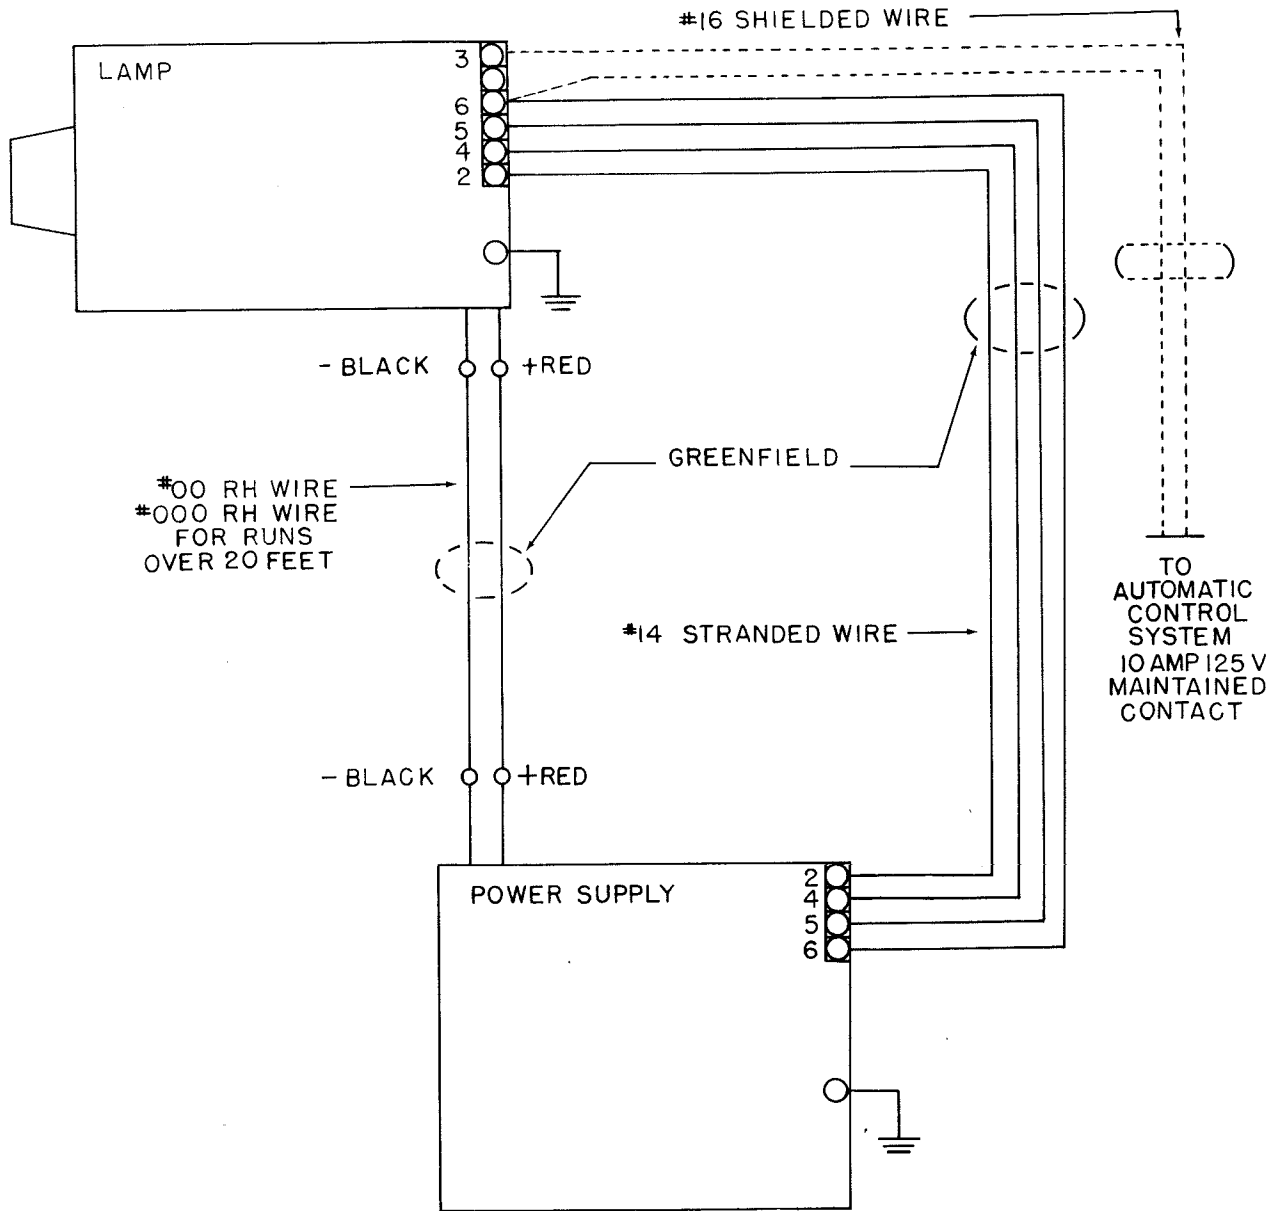 #16 SHIELDED WIRE
LAMP
3
6
5
4
2
- BLACK
+RED
GREENFIELD
#00 RH WIRE
#000 RH WIRE
FOR RUNS
OVER 20 FEET
#14 STRANDED WIRE
TO
AUTOMATIC
CONTROL
SYSTEM
10 AMP 125 V
MAINTAINED
CONTACT
- BLACK
+RED
POWER SUPPLY
2
4
5
6